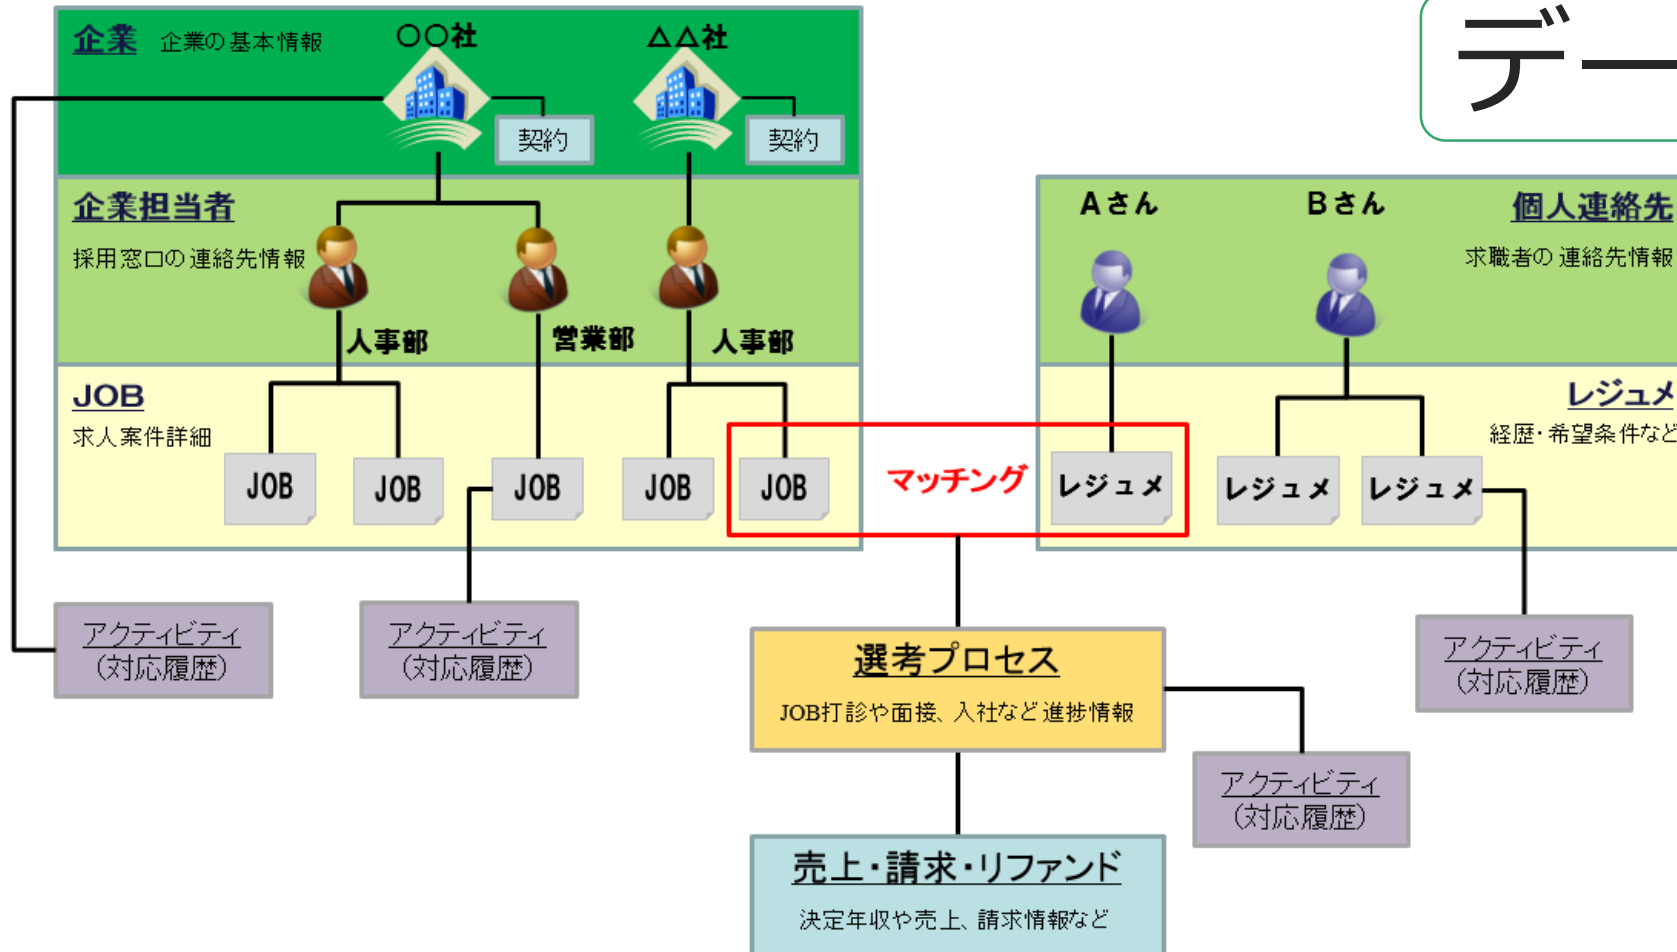 デー
企業 企業の基本情報
○○社
△△社
契約
契約
企業担当者
採用窓口の連絡先情報
人事部
営業部
人事部
JOB
求人案件詳細
JOB
JOB
JOB
JOB
JOB
マッチング
Aさん
Bさん
個人連絡先
求職者の連絡先情報
レジュメ
経歴・希望条件など
レジュメ
レジュメ
レジュメ
アクティビティ
(対応履歴)
アクティビティ
(対応履歴)
選考プロセス
JOB打診や面接、入社など進捗情報
アクティビティ
(対応履歴)
アクティビティ
(対応履歴)
売上・請求・リファンド
決定年収や売上、請求情報など